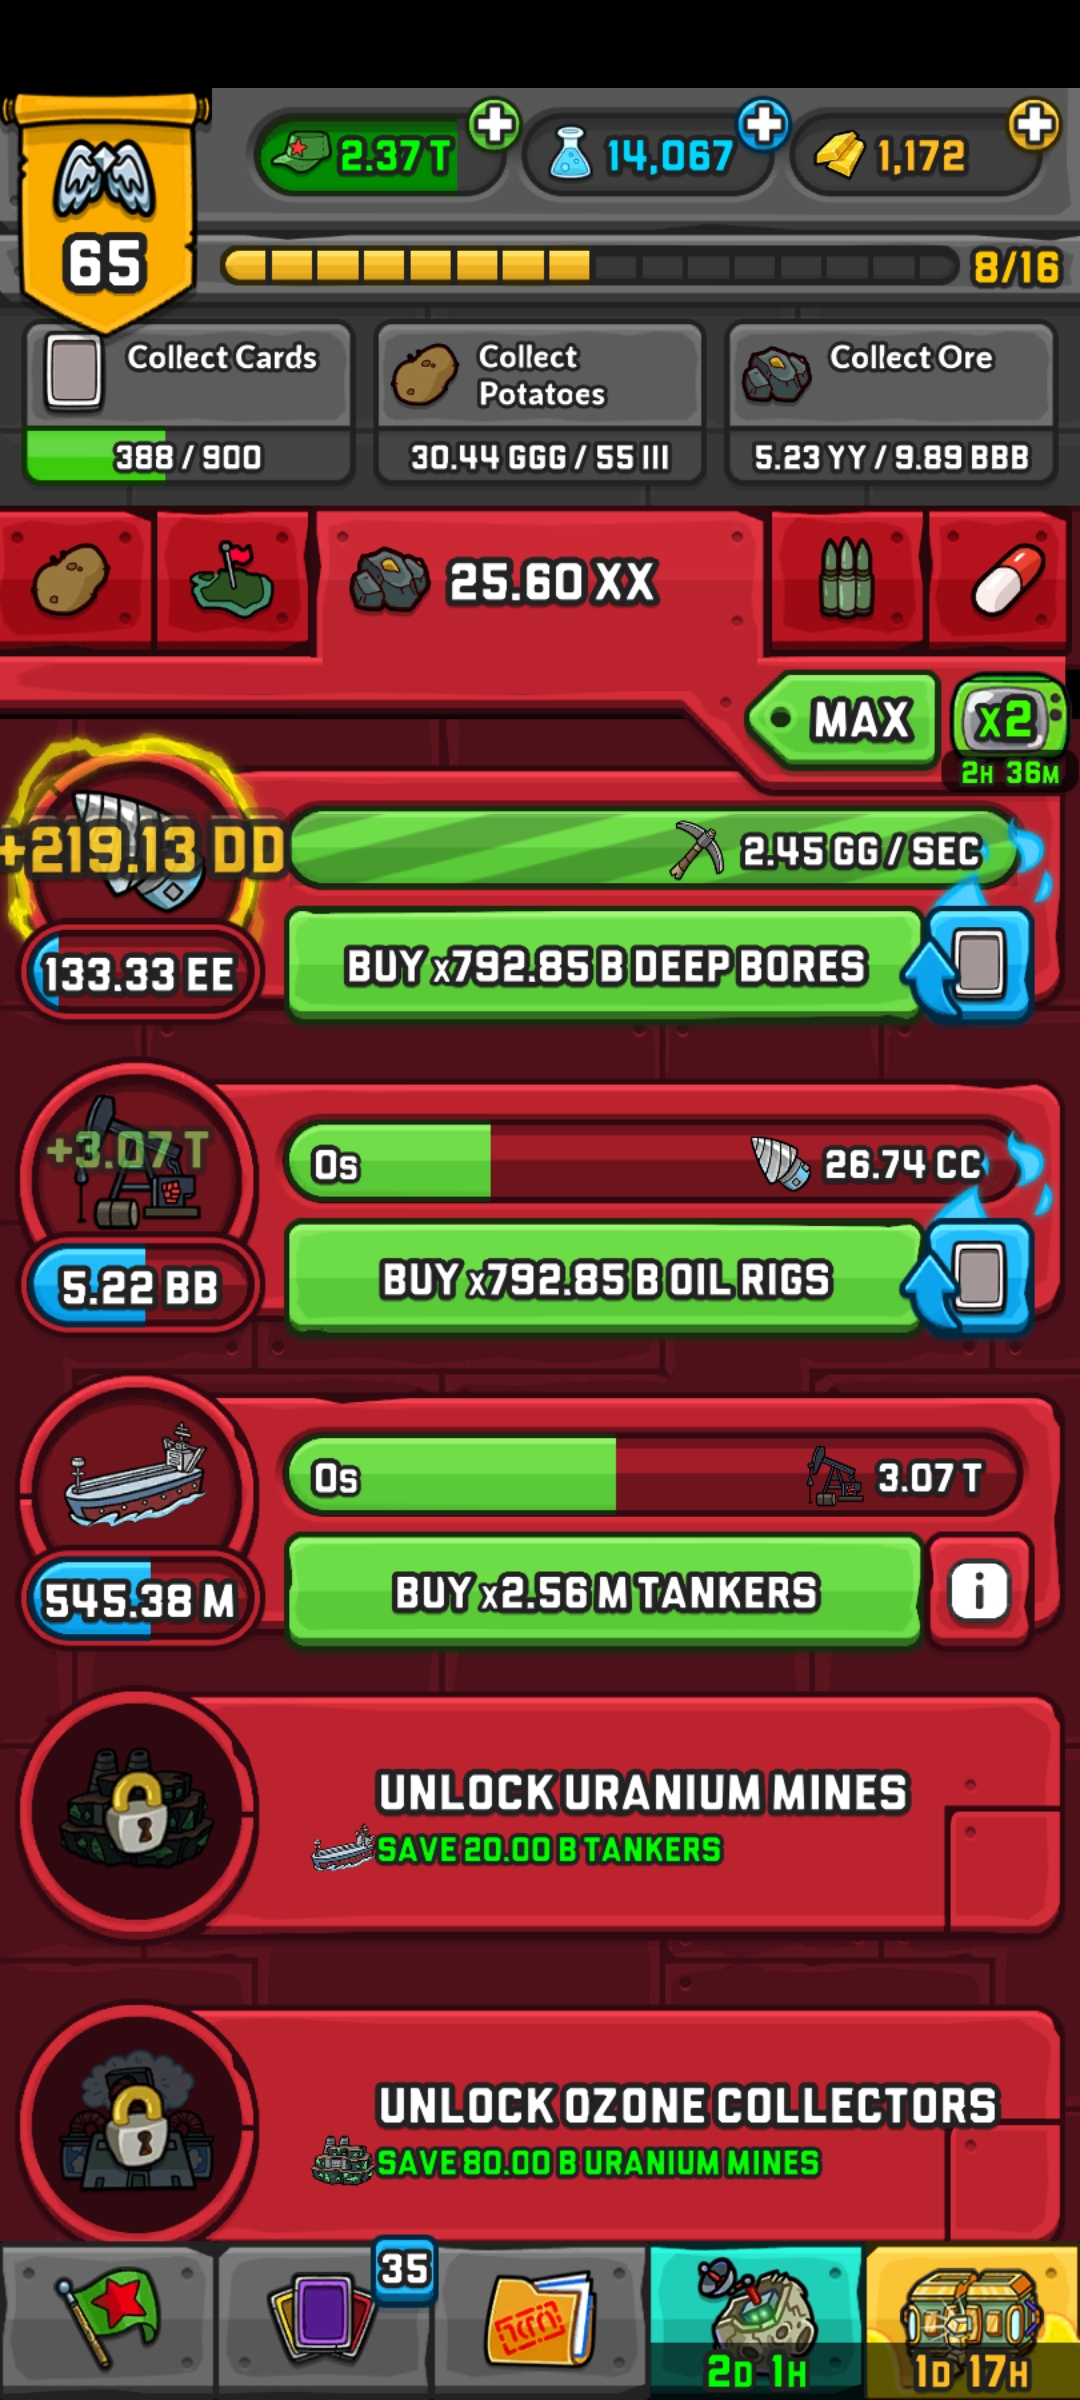 2.37 T
14,067
1,172
65
8/16
Collect Cards
388 / 900
Collect
Potatoes
30.44 GGG / 55 III
Collect Ore
5.23 YY / 9.89 BBB
25.60 XX
MAX
x2
2H 36M
+219.13 DD
2.45 GG / SEC
133.33 EE
BUY x792.85 B DEEP BORES
+3.07 T
0s
26.74 CC
5.22 BB
BUY x792.85 B OIL RIGS
0s
3.07 T
545.38 M
BUY x2.56 M TANKERS
i
UNLOCK URANIUM MINES
SAVE 20.00 B TANKERS
UNLOCK OZONE COLLECTORS
SAVE 80.00 B URANIUM MINES
35
2D 1H
1D 17H